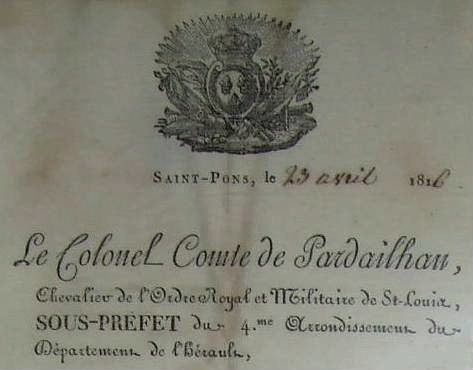 SAINT-PONS, le 23 avril 1816
Le Colonel Comte de Pardailhan,
Chevalier de l'Ordre Royal et Militaire de St-Louis,
SOUS-PRÉFET du 4.me Arrondissement du
Département de l'Hérault,